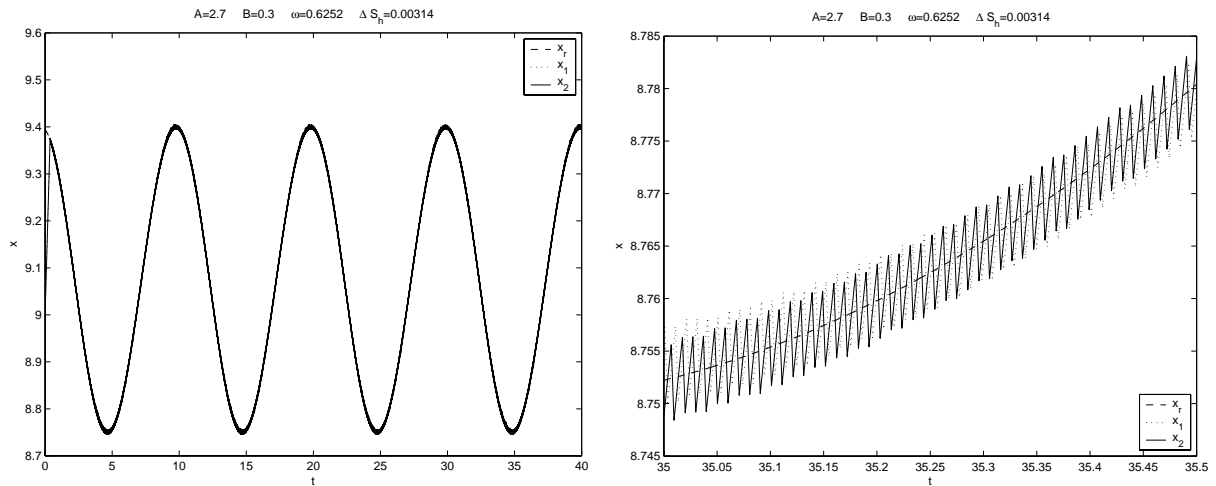 A=2.7 B=0.3 ω=0.6252 Δ S_h=0.00314
9.6
9.5
9.4
9.3
9.2
9.1
9
8.9
8.8
8.7
x
0 5 10 15 20 25 30 35 40
t
x_r
x_1
x_2
A=2.7 B=0.3 ω=0.6252 Δ S_h=0.00314
8.785
8.78
8.775
8.77
8.765
8.76
8.755
8.75
8.745
x
35 35.05 35.1 35.15 35.2 35.25 35.3 35.35 35.4 35.45 35.5
t
x_r
x_1
x_2